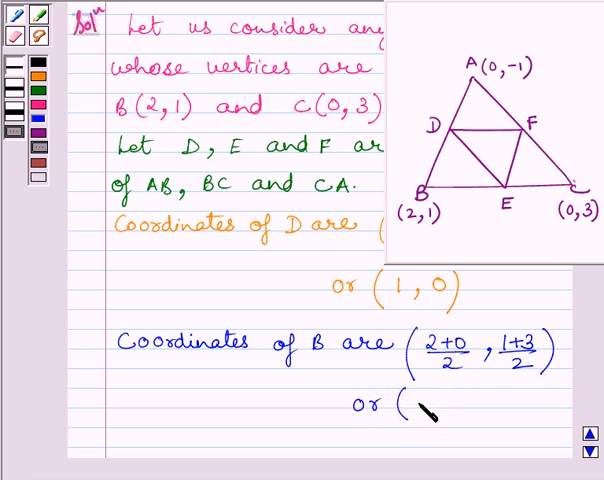 Solⁿ Let us consider any
whose vertices are
B(2,1) and C(0,3)
Let D, E and F ar
of AB, BC and CA.
Coordinates of D are (
or (1, 0)
Coordinates of B are (2+0/2, 1+3/2)
or (
A (0,-1)
D F
B E C
(2,1) (0,3)